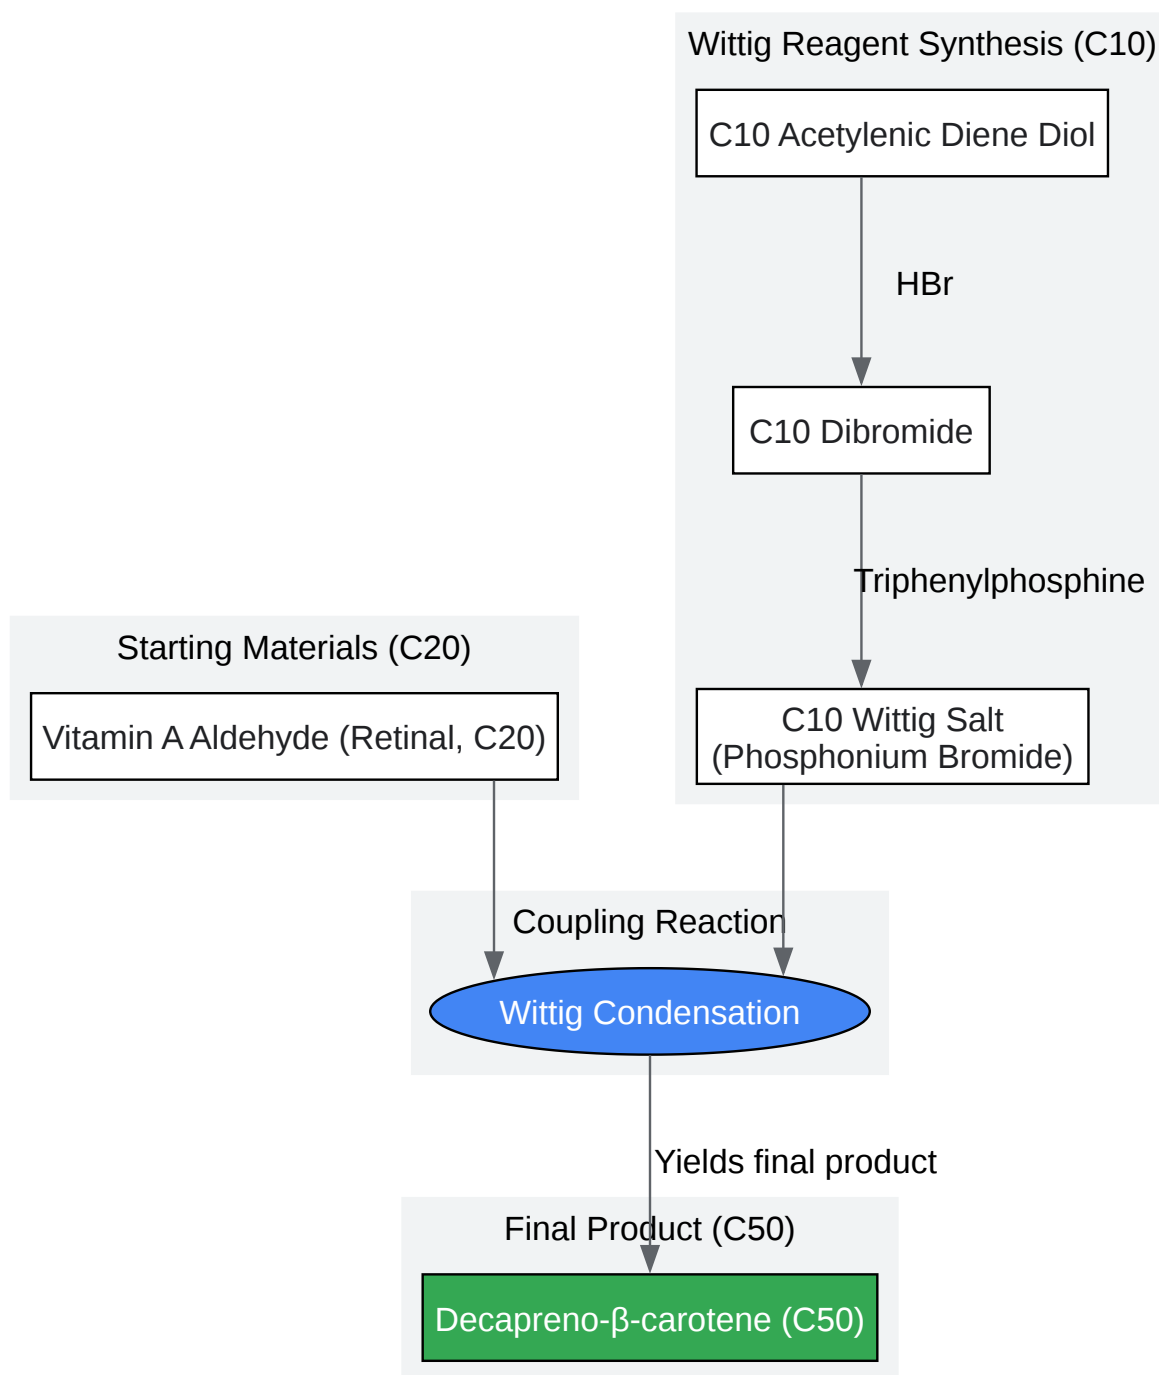 Wittig Reagent Synthesis (C10)
C10 Acetylenic Diene Diol
HBr
C10 Dibromide
Triphenylphosphine
C10 Wittig Salt
(Phosphonium Bromide)
Starting Materials (C20)
Vitamin A Aldehyde (Retinal, C20)
Coupling Reaction
Wittig Condensation
Yields final product
Final Product (C50)
Decapreno-β-carotene (C50)